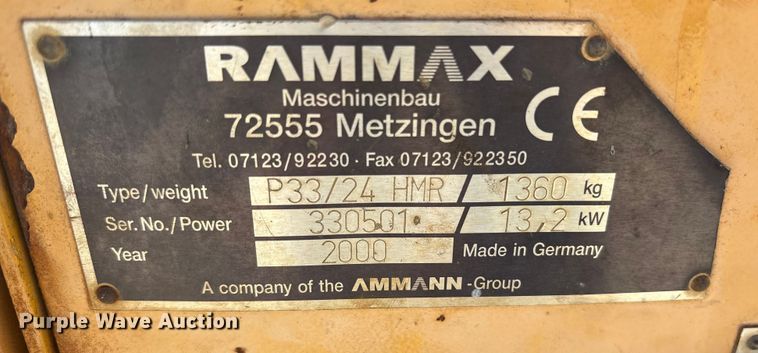 RAMMAX
Maschinenbau
72555 Metzingen
CE
Tel. 07123/92230 · Fax 07123/922350
Type/weight P33/24 HMR / 1360 kg
Ser.No./Power 330501 / 13,2 kW
Year 2000 Made in Germany
A company of the AMMANN-Group
Purple Wave Auction